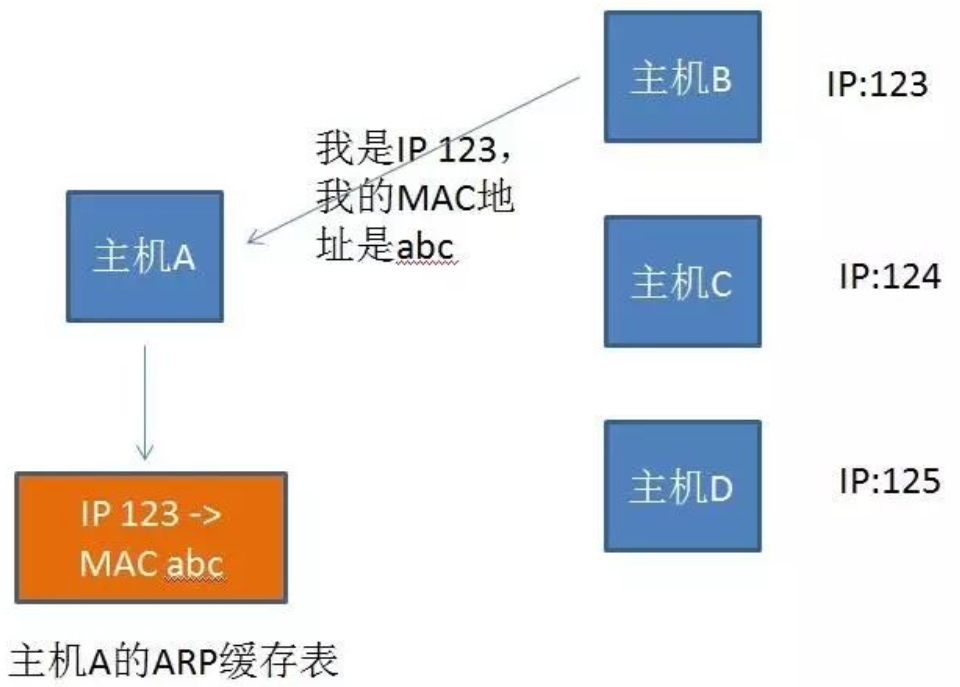 主机B
IP:123
我是IP 123，
我的MAC地
址是abc
主机A
主机C
IP:124
主机D
IP:125
IP 123 ->
MAC abc
主机A的ARP缓存表